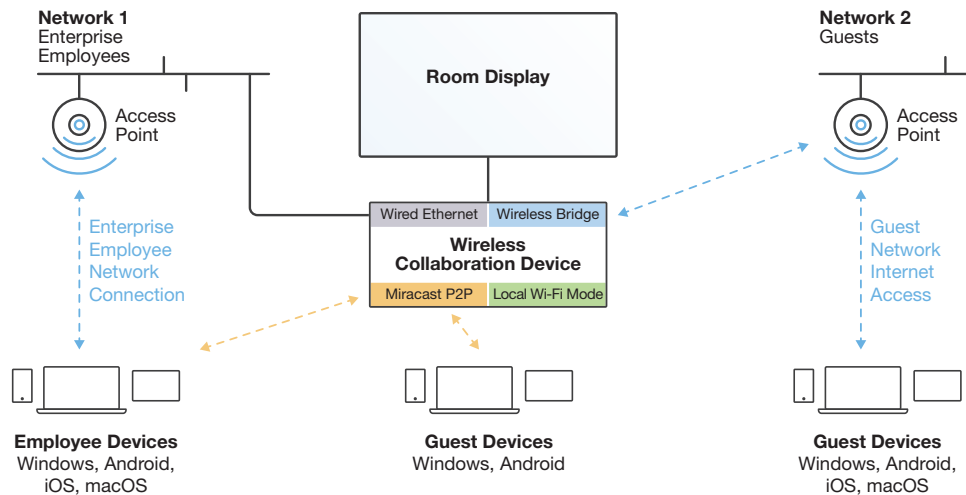 Network 1
Enterprise
Employees
Access
Point
Enterprise
Employee
Network
Connection
Room Display
Wired Ethernet
Wireless Bridge
Wireless
Collaboration Device
Miracast P2P
Local Wi-Fi Mode
Network 2
Guests
Access
Point
Guest
Network
Internet
Access
Employee Devices
Windows, Android,
iOS, macOS
Guest Devices
Windows, Android
Guest Devices
Windows, Android,
iOS, macOS